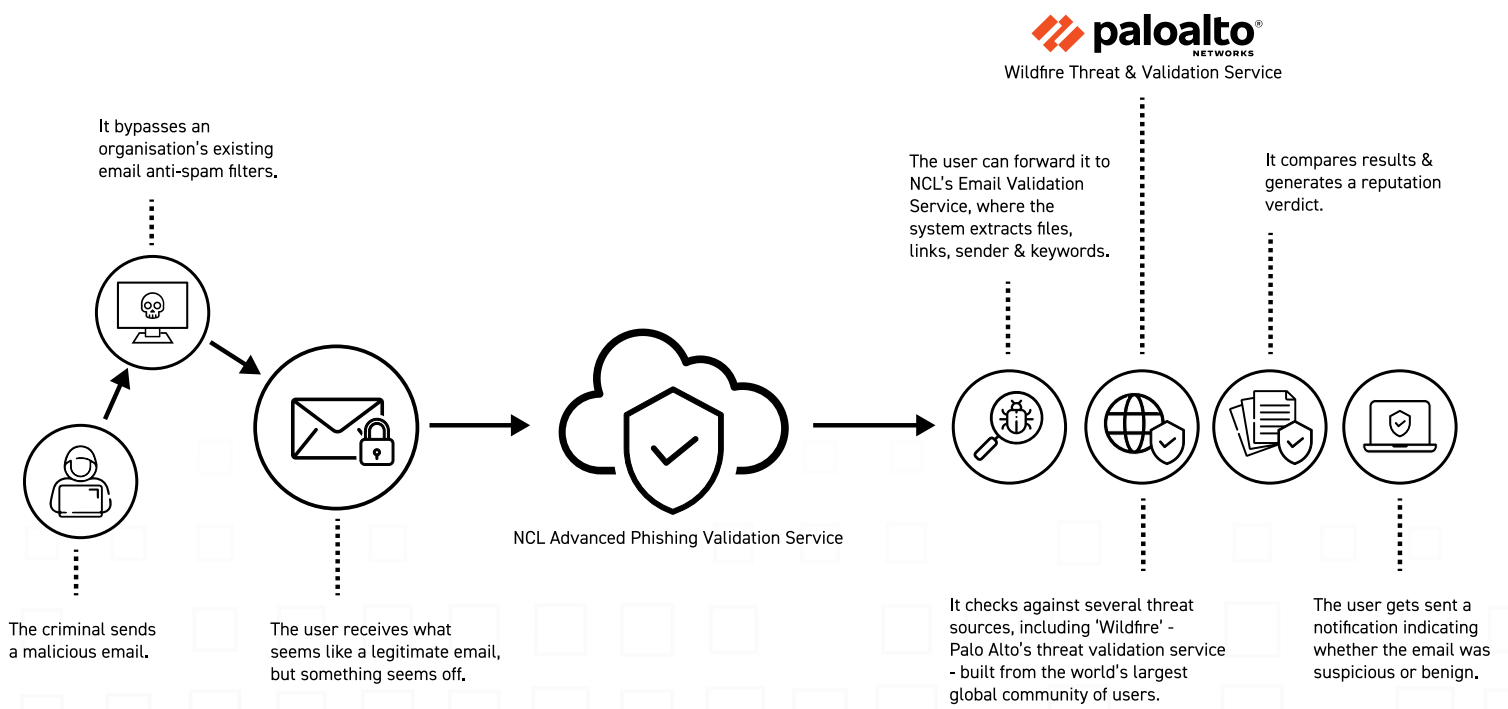 paloalto®
NETWORKS
Wildfire Threat & Validation Service
It bypasses an
organisation's existing
email anti-spam filters.
The user can forward it to
NCL's Email Validation
Service, where the
system extracts files,
links, sender & keywords.
It compares results &
generates a reputation
verdict.
NCL Advanced Phishing Validation Service
The criminal sends
a malicious email.
The user receives what
seems like a legitimate email,
but something seems off.
It checks against several threat
sources, including ‘Wildfire’ -
Palo Alto's threat validation service
- built from the world's largest
global community of users.
The user gets sent a
notification indicating
whether the email was
suspicious or benign.